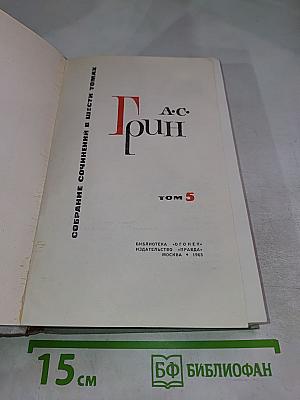 СОБРАНИЕ СОЧИНЕНИЙ В ШЕСТИ ТОМАХ
А·С·
Грин
ТОМ 5
БИБЛИОТЕКА «ОГОНЕК»
ИЗДАТЕЛЬСТВО «ПРАВДА»
МОСКВА • 1965
15 см
БФ БИБЛИОФАН